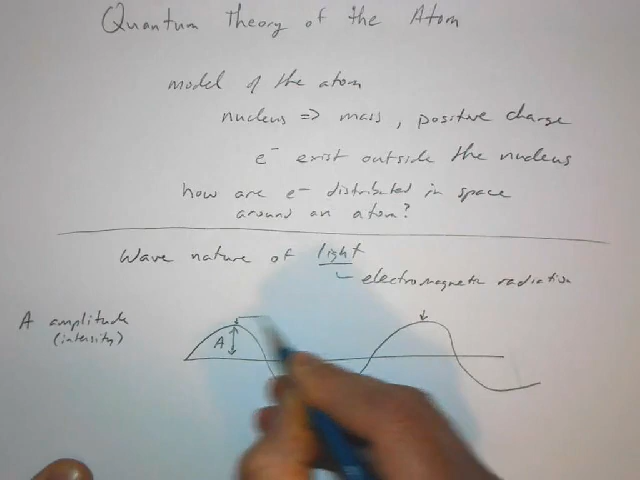 Quantum Theory of the Atom
model of the atom
nucleus => mass, positive charge
e⁻ exist outside the nucleus
how are e⁻ distributed in space
around an atom?
Wave nature of light
electromagnetic radiation
A amplitude
(intensity)
A